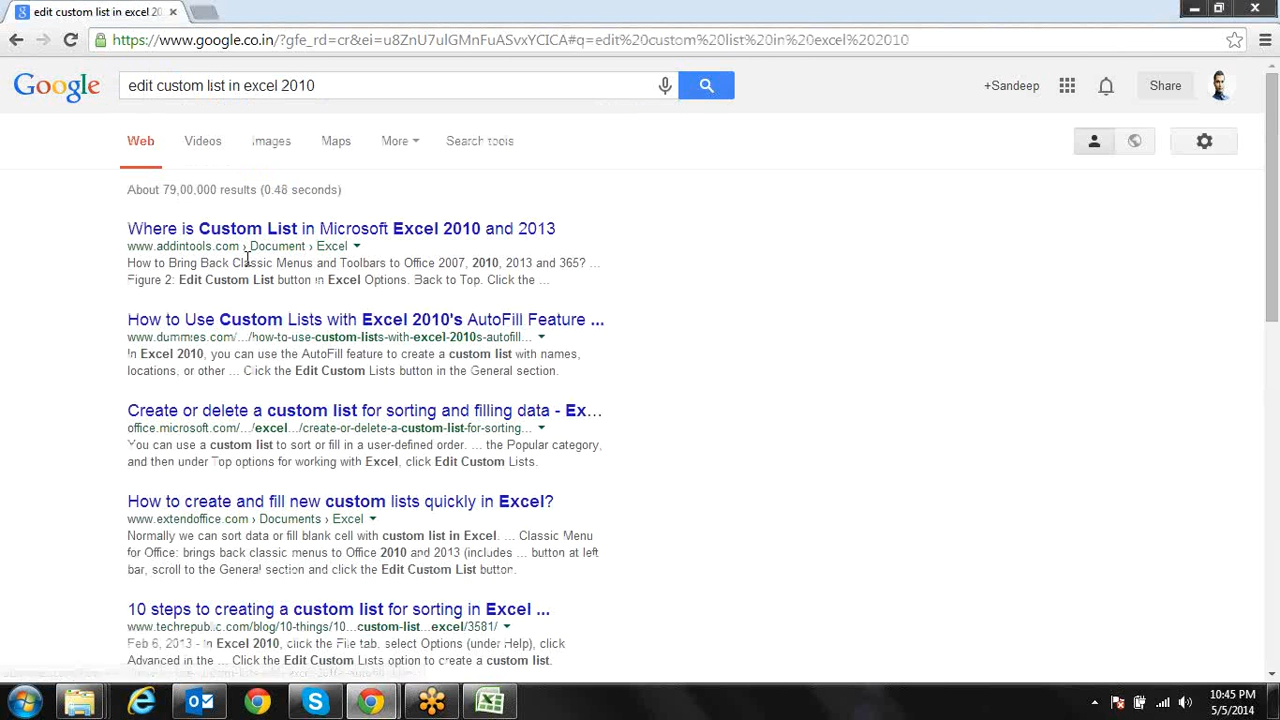 edit custom list in excel 20
https://www.google.co.in/?gfe_rd=cr&ei=u8ZnU7ulGMnFuASvxYCICA#q=edit%20custom%20list%20in%20excel%202010
Google
edit custom list in excel 2010
+Sandeep
Share
Web Videos Images Maps More Search tools
About 79,00,000 results (0.48 seconds)
Where is Custom List in Microsoft Excel 2010 and 2013
www.addintools.com › Document › Excel
How to Bring Back Classic Menus and Toolbars to Office 2007, 2010, 2013 and 365? ...
Figure 2: Edit Custom List button in Excel Options. Back to Top. Click the ...
How to Use Custom Lists with Excel 2010's AutoFill Feature ...
www.dummies.com/.../how-to-use-custom-lists-with-excel-2010s-autofill...
In Excel 2010, you can use the AutoFill feature to create a custom list with names,
locations, or other ... Click the Edit Custom Lists button in the General section.
Create or delete a custom list for sorting and filling data - Ex...
office.microsoft.com/.../excel.../create-or-delete-a-custom-list-for-sorting...
You can use a custom list to sort or fill in a user-defined order. ... the Popular category,
and then under Top options for working with Excel, click Edit Custom Lists.
How to create and fill new custom lists quickly in Excel?
www.extendoffice.com › Documents › Excel
Normally we can sort data or fill blank cell with custom list in Excel. ... Classic Menu
for Office: brings back classic menus to Office 2010 and 2013 (includes ... button at left
bar, scroll to the General section and click the Edit Custom List button.
10 steps to creating a custom list for sorting in Excel ...
www.techrepublic.com/blog/10-things/10...custom-list...excel/3581/
Feb 6, 2013 - In Excel 2010, click the File tab, select Options (under Help), click
Advanced in the ... Click the Edit Custom Lists option to create a custom list.
10:45 PM
5/5/2014